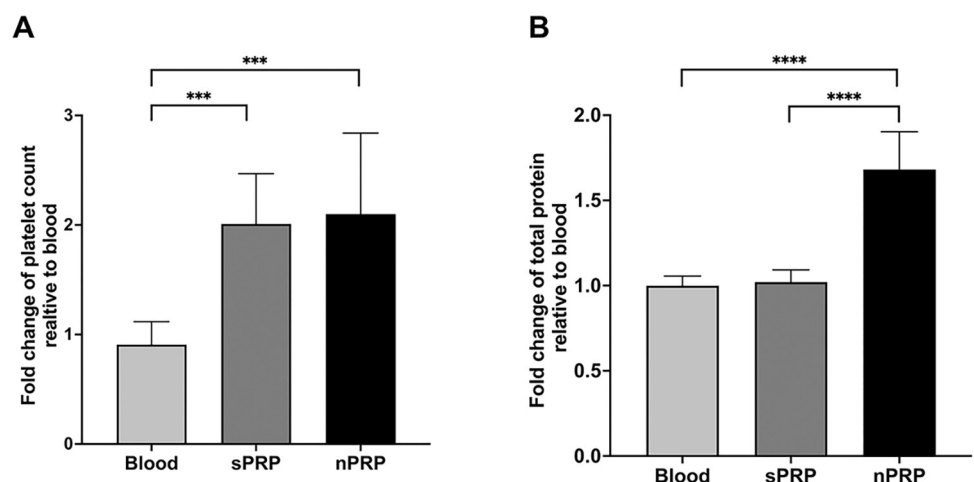 A
***
***
3
2
1
0
Fold change of platelet count
realtive to blood
Blood sPRP nPRP
B
****
****
2.0
1.5
1.0
0.5
0.0
Fold change of total protein
relative to blood
Blood sPRP nPRP